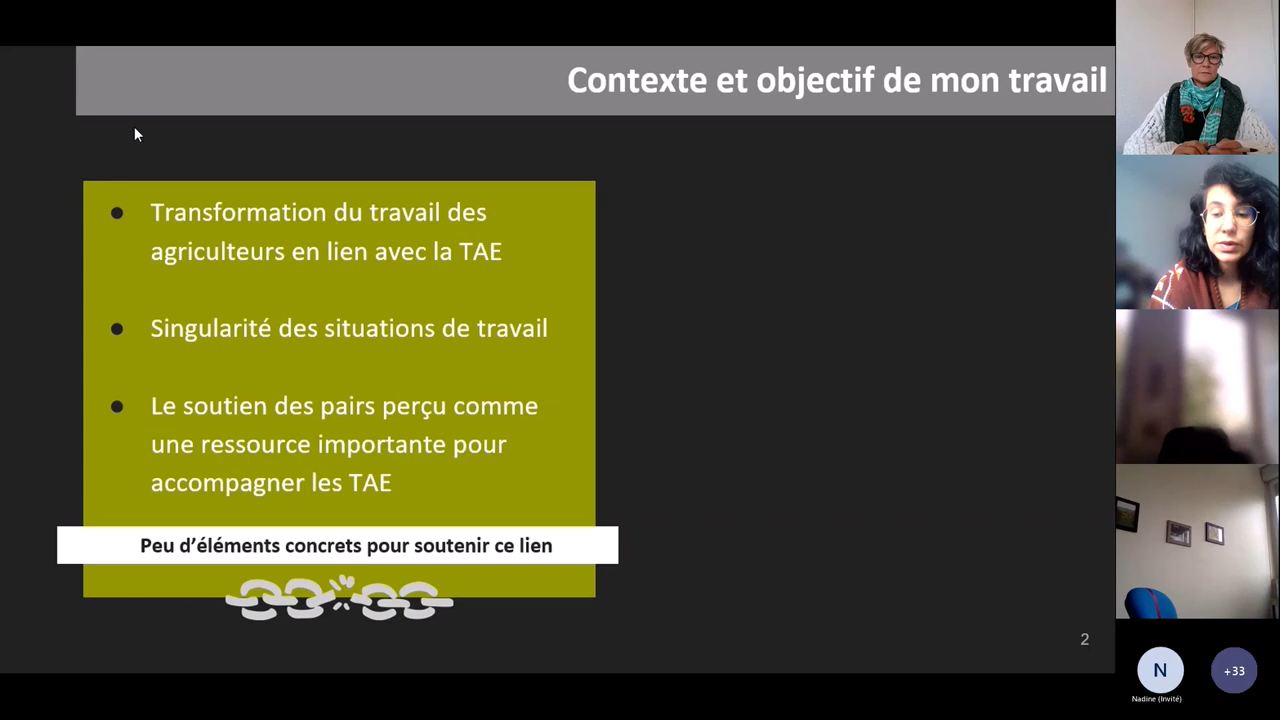 Contexte et objectif de mon travail
● Transformation du travail des
agriculteurs en lien avec la TAE
● Singularité des situations de travail
● Le soutien des pairs perçu comme
une ressource importante pour
accompagner les TAE
Peu d'éléments concrets pour soutenir ce lien
2
N
+33
Nadine (Invité)